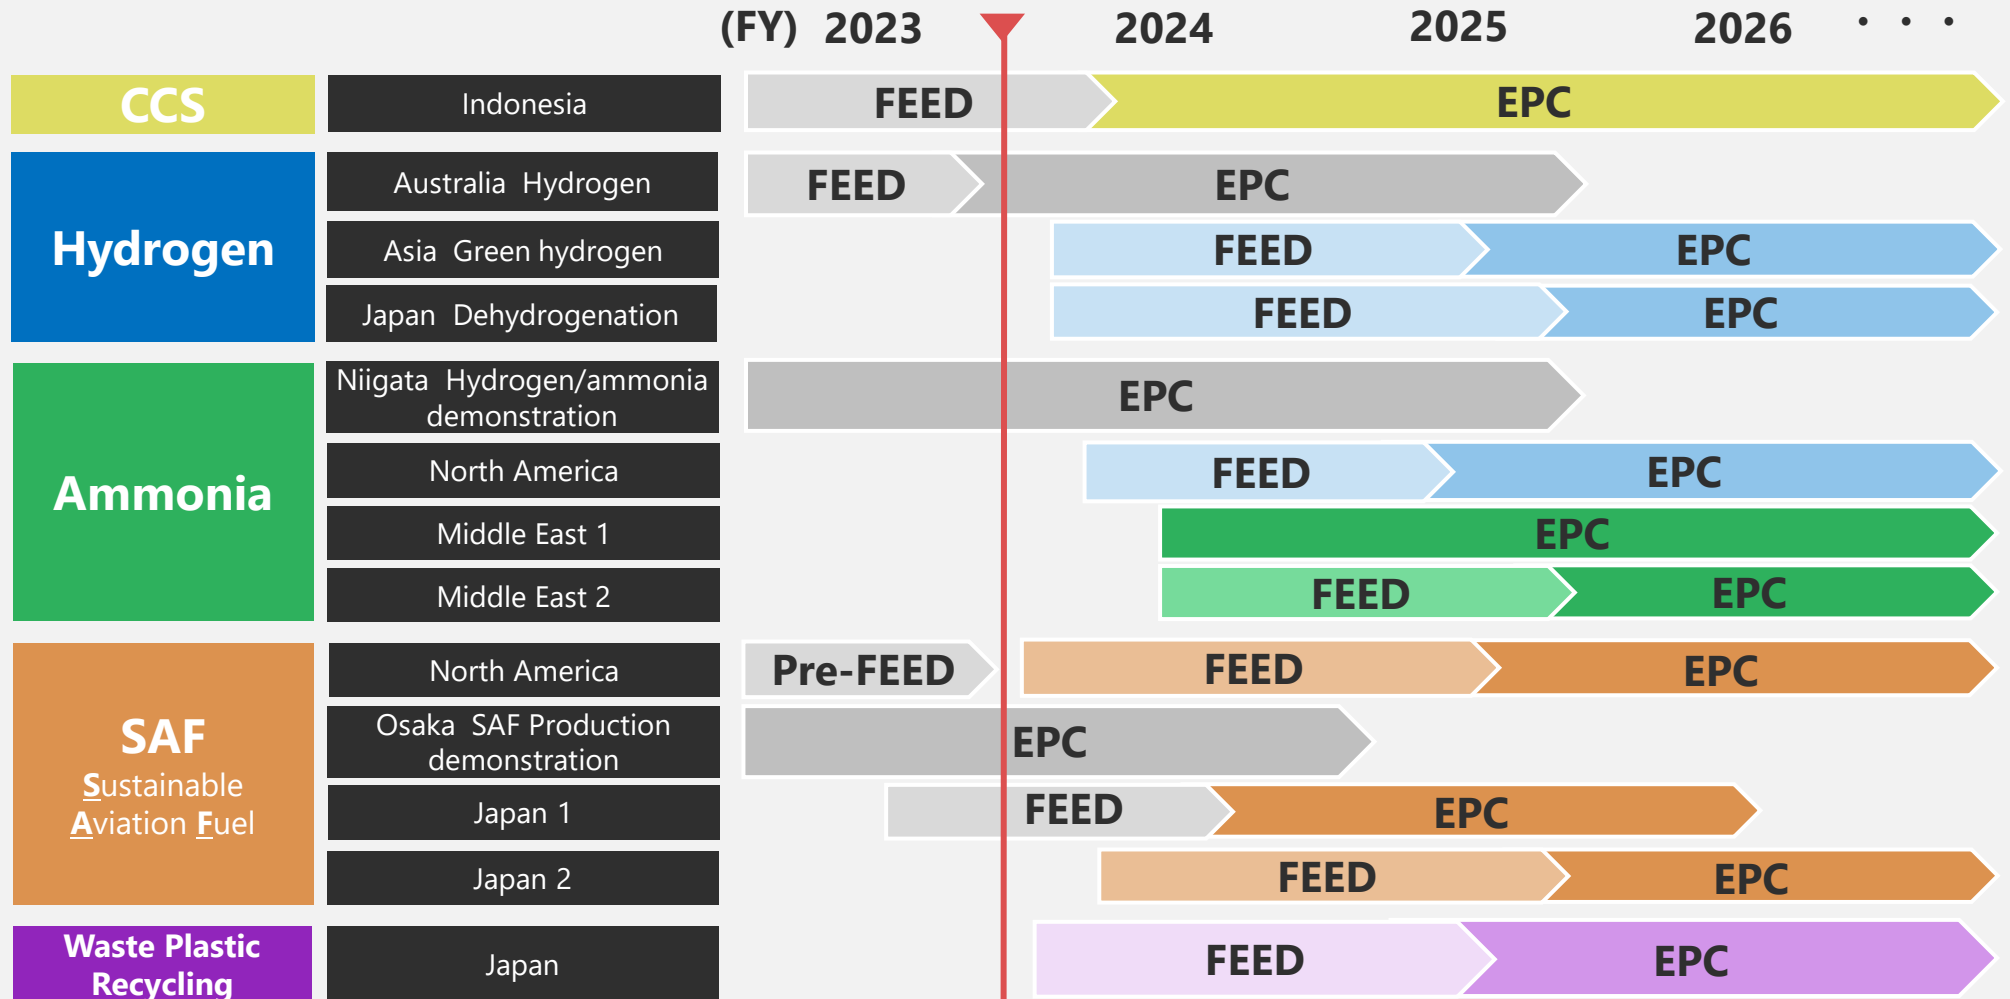 (FY) 2023 2024 2025 2026 ・・・
CCS
Indonesia
FEED
EPC
Hydrogen
Australia Hydrogen
FEED
EPC
Asia Green hydrogen
FEED
EPC
Japan Dehydrogenation
FEED
EPC
Ammonia
Niigata Hydrogen/ammonia
demonstration
EPC
North America
FEED
EPC
Middle East 1
EPC
Middle East 2
FEED
EPC
SAF
Sustainable
Aviation Fuel
North America
Pre-FEED
FEED
EPC
Osaka SAF Production
demonstration
EPC
Japan 1
FEED
EPC
Japan 2
FEED
EPC
Waste Plastic
Recycling
Japan
FEED
EPC